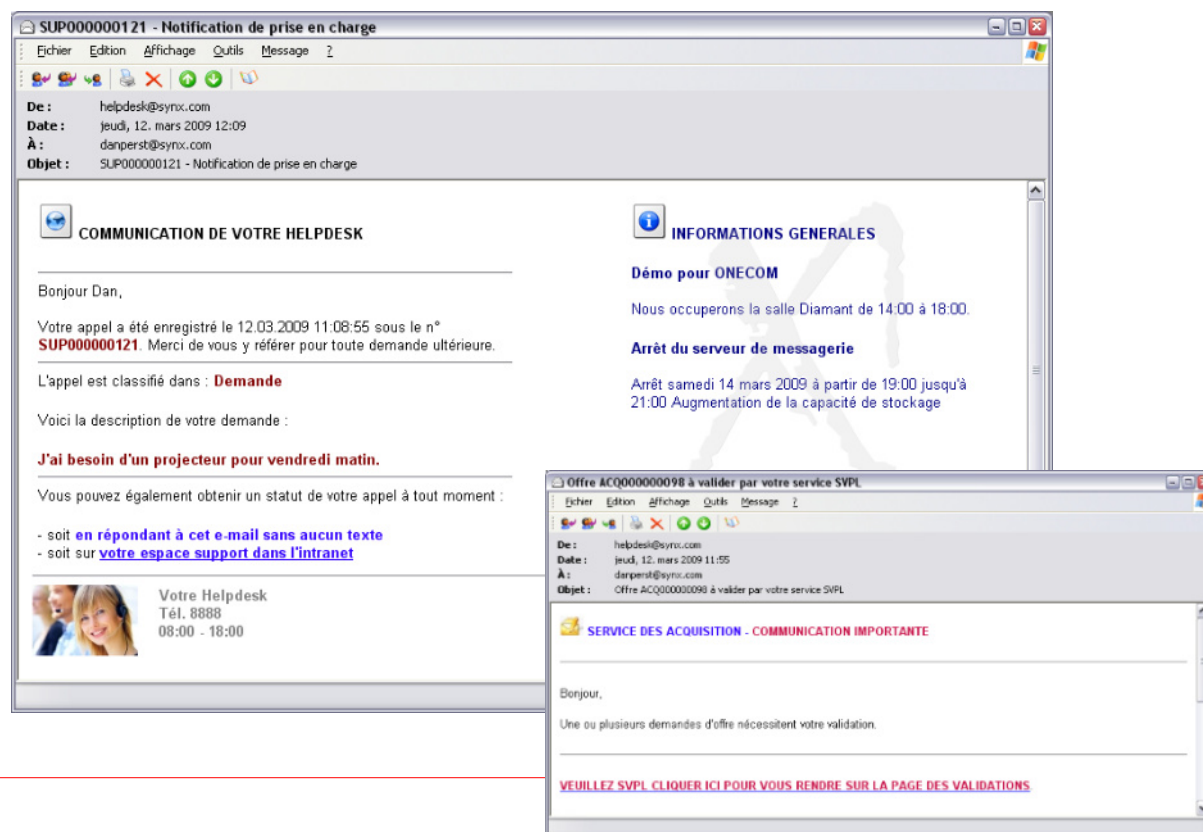 SUP000000121 - Notification de prise en charge
Fichier Edition Affichage Outils Message ?
De : helpdesk@synx.com
Date : jeudi, 12. mars 2009 12:09
À : danperst@synx.com
Objet : SUP000000121 - Notification de prise en charge
COMMUNICATION DE VOTRE HELPDESK
Bonjour Dan,
Votre appel a été enregistré le 12.03.2009 11:08:55 sous le n°
SUP000000121. Merci de vous y référer pour toute demande ultérieure.
L'appel est classifié dans : Demande
Voici la description de votre demande :
J'ai besoin d'un projecteur pour vendredi matin.
Vous pouvez également obtenir un statut de votre appel à tout moment :
- soit en répondant à cet e-mail sans aucun texte
- soit sur votre espace support dans l'intranet
Votre Helpdesk
Tél. 8888
08:00 - 18:00
INFORMATIONS GENERALES
Démo pour ONECOM
Nous occuperons la salle Diamant de 14:00 à 18:00.
Arrêt du serveur de messagerie
Arrêt samedi 14 mars 2009 à partir de 19:00 jusqu'à
21:00 Augmentation de la capacité de stockage
Offre ACQ000000098 à valider par votre service SVPL
Fichier Edition Affichage Outils Message ?
De : helpdesk@synx.com
Date : jeudi, 12. mars 2009 11:55
À : danperst@synx.com
Objet : Offre ACQ000000098 à valider par votre service SVPL
SERVICE DES ACQUISITION - COMMUNICATION IMPORTANTE
Bonjour,
Une ou plusieurs demandes d'offre nécessitent votre validation.
VEUILLEZ SVPL CLIQUER ICI POUR VOUS RENDRE SUR LA PAGE DES VALIDATIONS